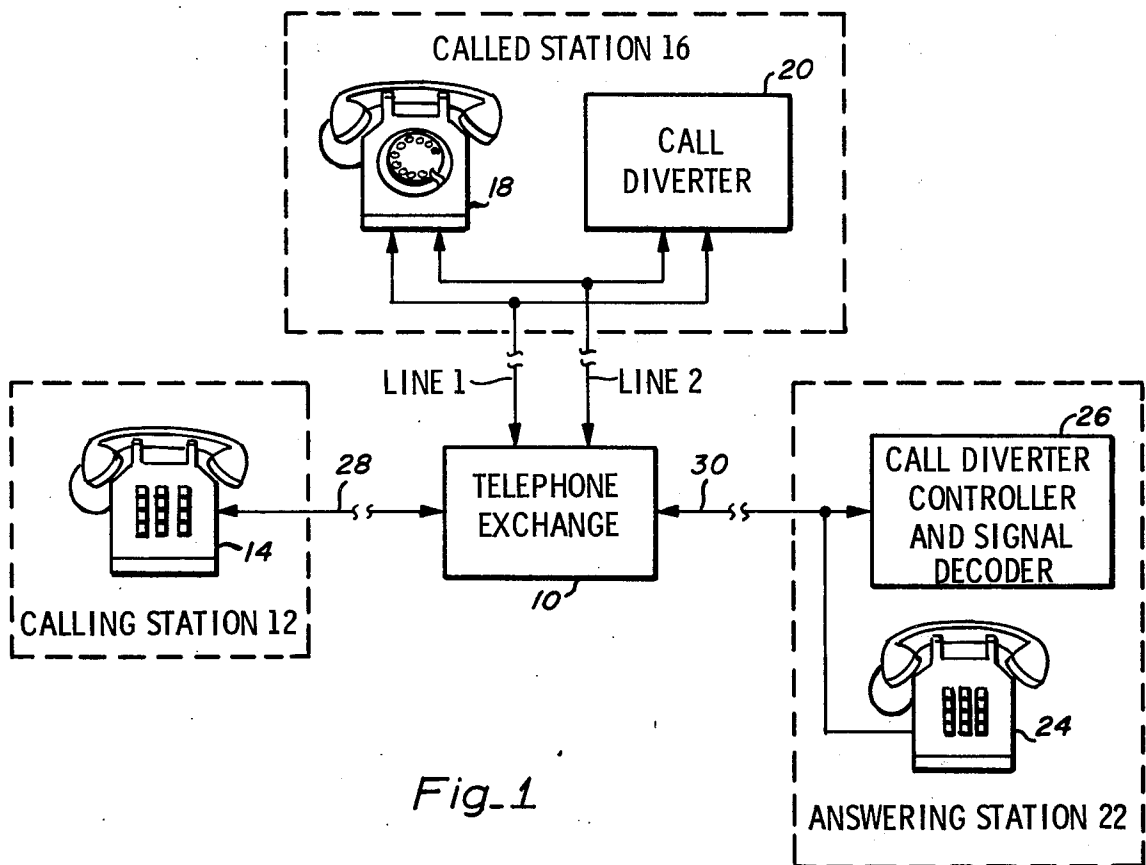 CALLED STATION 16
20
CALL
DIVERTER
18
LINE 1
LINE 2
28
14
CALLING STATION 12
TELEPHONE
EXCHANGE
10
30
26
CALL DIVERTER
CONTROLLER
AND SIGNAL
DECODER
24
ANSWERING STATION 22
Fig_1